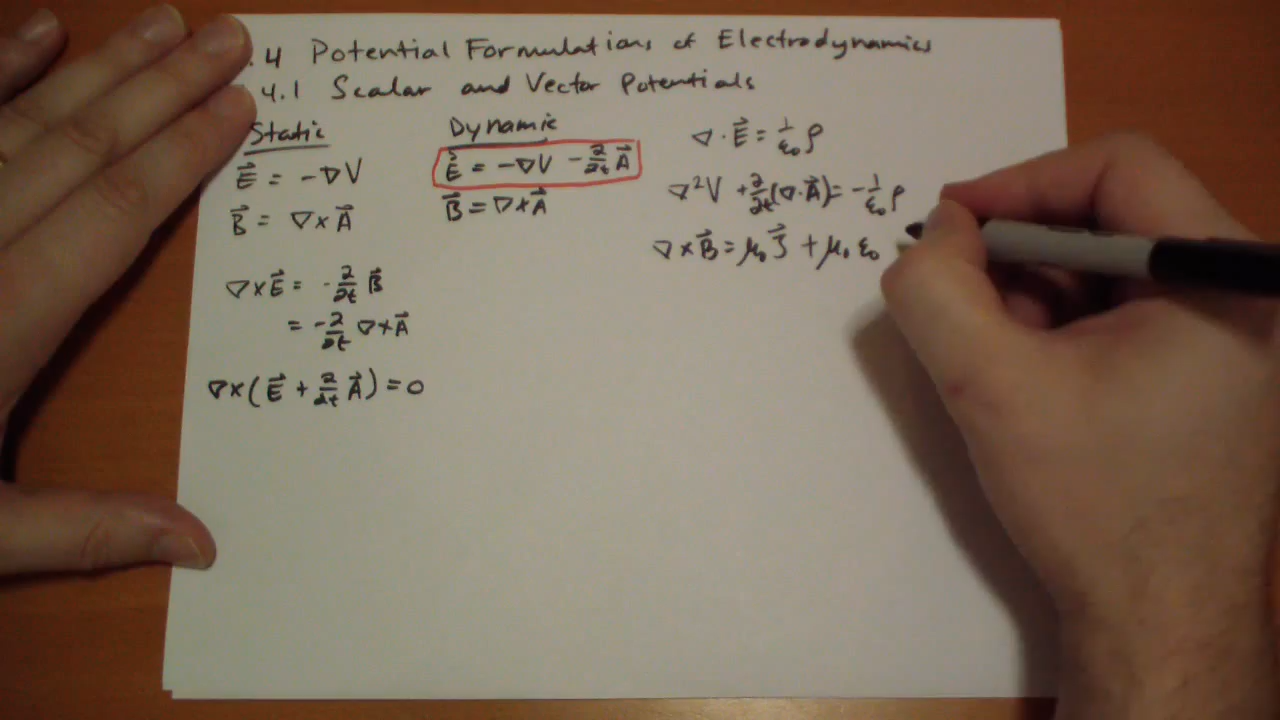 .4 Potential Formulations of Electrodynamics
4.1 Scalar and Vector Potentials
Static
E⃗ = -∇V
B⃗ = ∇×A⃗
∇×E⃗ = -∂/∂t B⃗
= -∂/∂t ∇×A⃗
∇×(E⃗ + ∂/∂t A⃗) = 0
Dynamic
E⃗ = -∇V - ∂/∂t A⃗
B⃗ = ∇×A⃗
∇·E⃗ = 1/ε₀ ρ
∇²V + ∂/∂t (∇·A⃗) = -1/ε₀ ρ
∇×B⃗ = μ₀J⃗ + μ₀ε₀